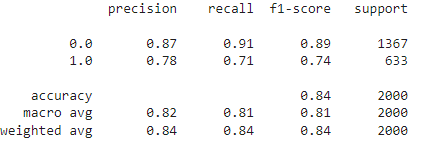 precision recall f1-score support
0.0 0.87 0.91 0.89 1367
1.0 0.78 0.71 0.74 633
accuracy 0.84 2000
macro avg 0.82 0.81 0.81 2000
weighted avg 0.84 0.84 0.84 2000